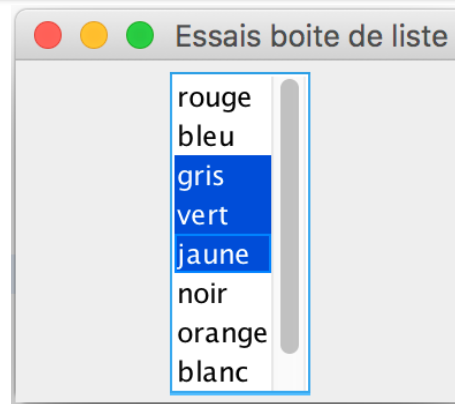 Essais boite de liste
rouge
bleu
gris
vert
jaune
noir
orange
blanc